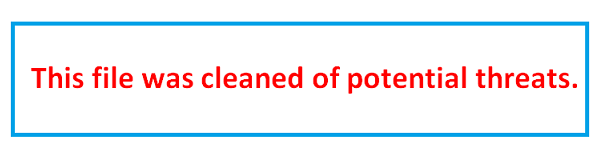 This file was cleaned of potential threats.